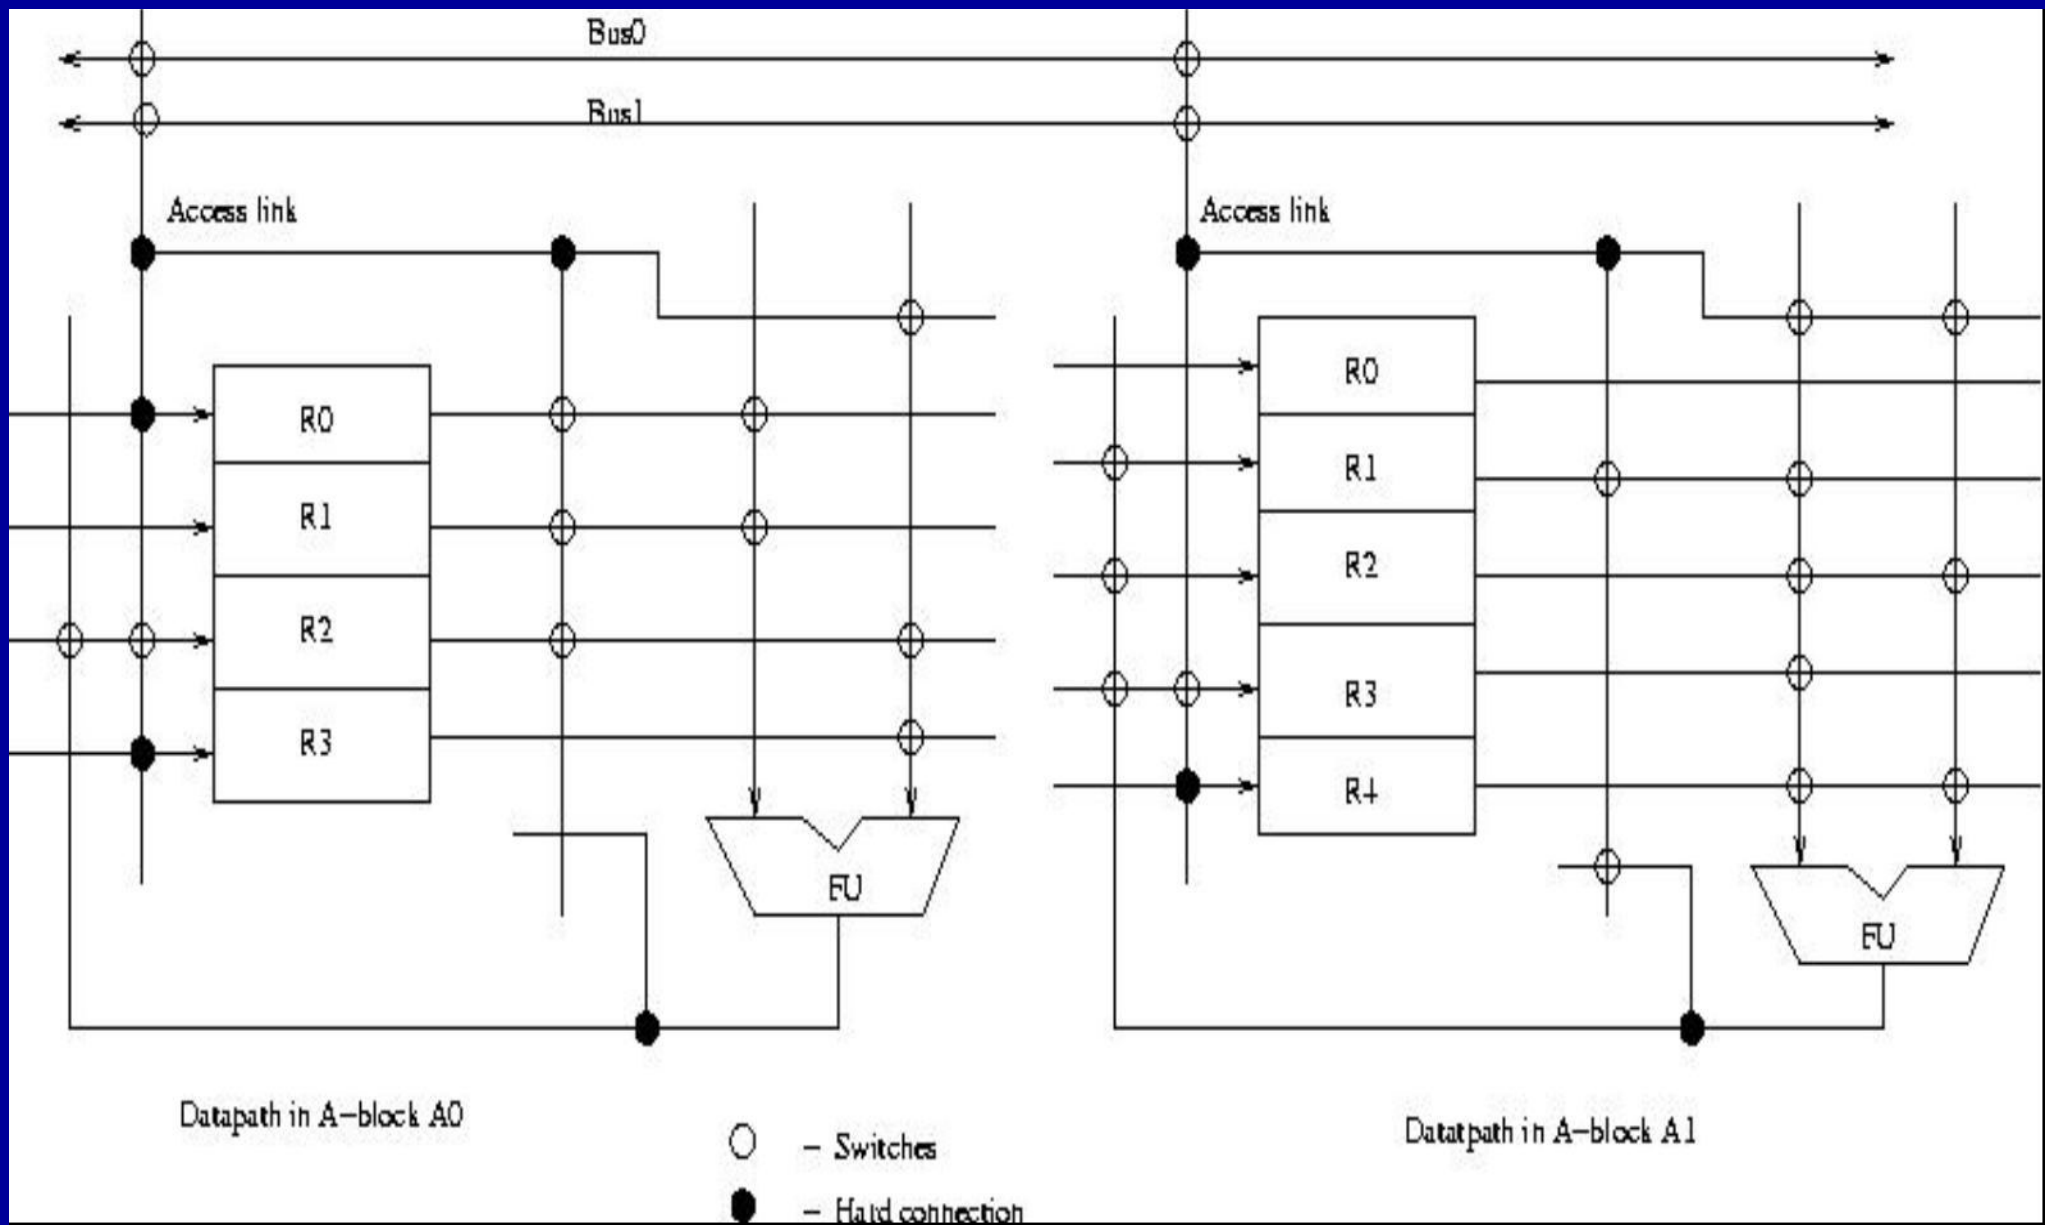 Bus0
Bus1
Access link
Access link
R0
R1
R2
R3
FU
R0
R1
R2
R3
R4
FU
Datapath in A-block A0
Datatpath in A-block A1
– Switches
– Hard connection